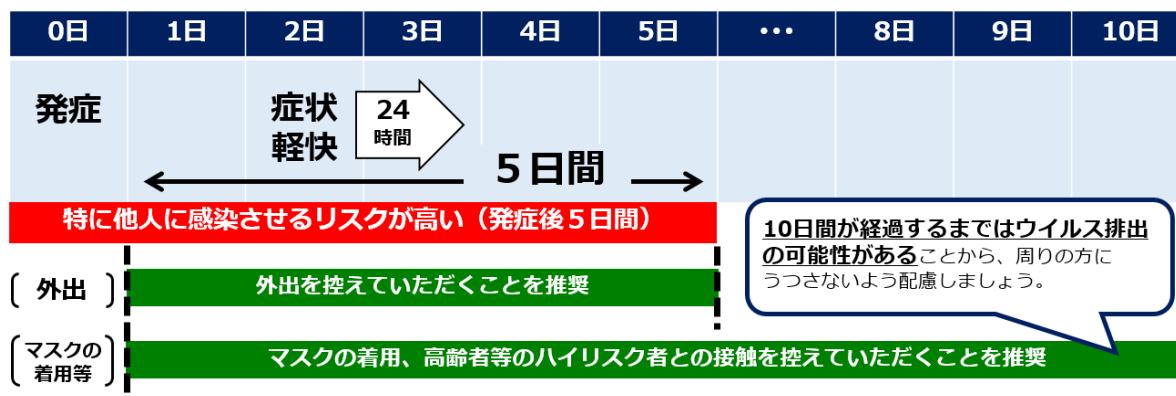 0日 1日 2日 3日 4日 5日 ・・・ 8日 9日 10日
発症
症状
軽快
24
時間
5日間
特に他人に感染させるリスクが高い（発症後５日間）
10日間が経過するまではウイルス排出
の可能性があることから、周りの方に
うつさないよう配慮しましょう。
外出
外出を控えていただくことを推奨
マスクの
着用等
マスクの着用、高齢者等のハイリスク者との接触を控えていただくことを推奨